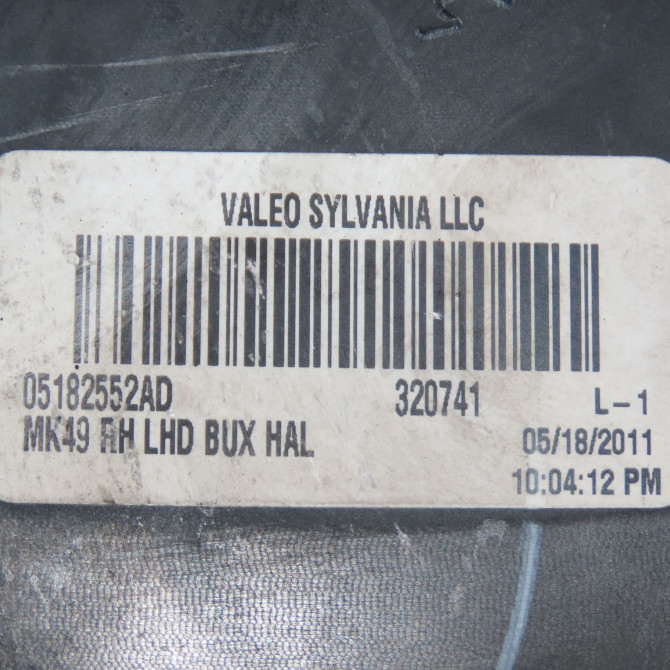 VALEO SYLVANIA LLC
05182552AD 320741 L-1
MK49 RH LHD BUX HAL 05/18/2011
10:04:12 PM